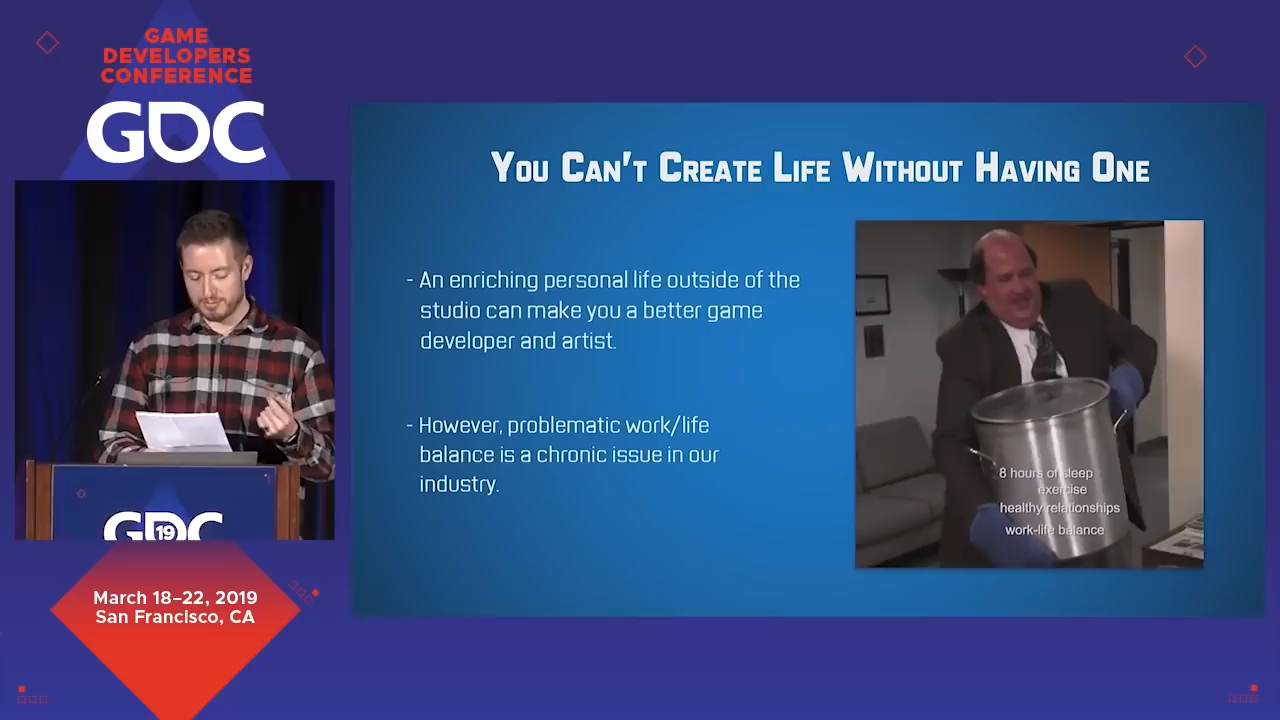 GAME
DEVELOPERS
CONFERENCE
GDC
You Can't Create Life Without Having One
- An enriching personal life outside of the
studio can make you a better game
developer and artist.
- However, problematic work/life
balance is a chronic issue in our
industry.
8 hours of sleep
exercise
healthy relationships
work-life balance
GDC
19
March 18–22, 2019
San Francisco, CA